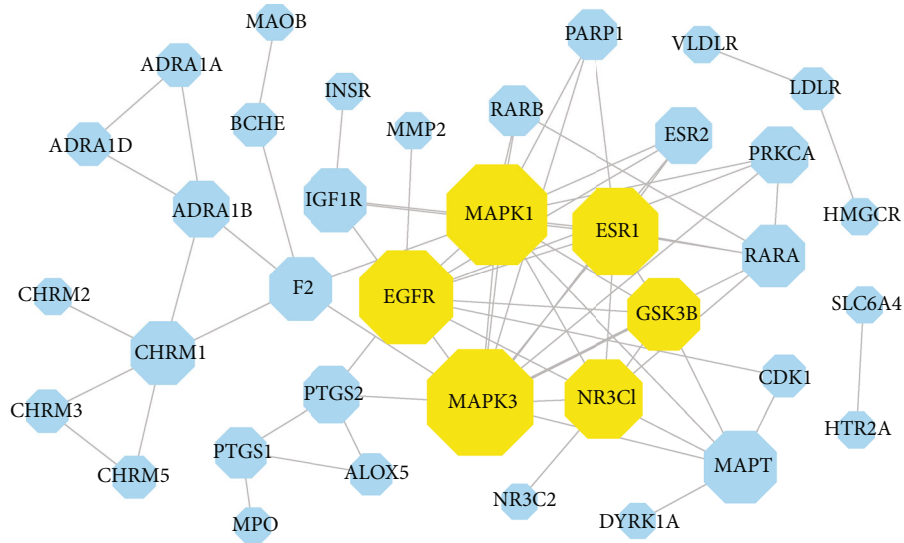 MAOB
PARP1
VLDLR
ADRA1A
INSR
LDLR
RARB
BCHE
MMP2
ESR2
ADRA1D
PRKCA
IGF1R
ADRA1B
MAPK1
HMGCR
ESR1
RARA
F2
EGFR
CHRM2
SLC6A4
GSK3B
CHRM1
CDK1
PTGS2
MAPK3
NR3Cl
CHRM3
HTR2A
PTGS1
MAPT
CHRM5
ALOX5
NR3C2
MPO
DYRK1A